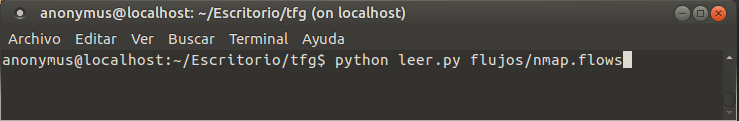 anonymus@localhost: ~/Escritorio/tfg (on localhost)
Archivo Editar Ver Buscar Terminal Ayuda
anonymus@localhost:~/Escritorio/tfg$ python leer.py flujos/nmap.flows